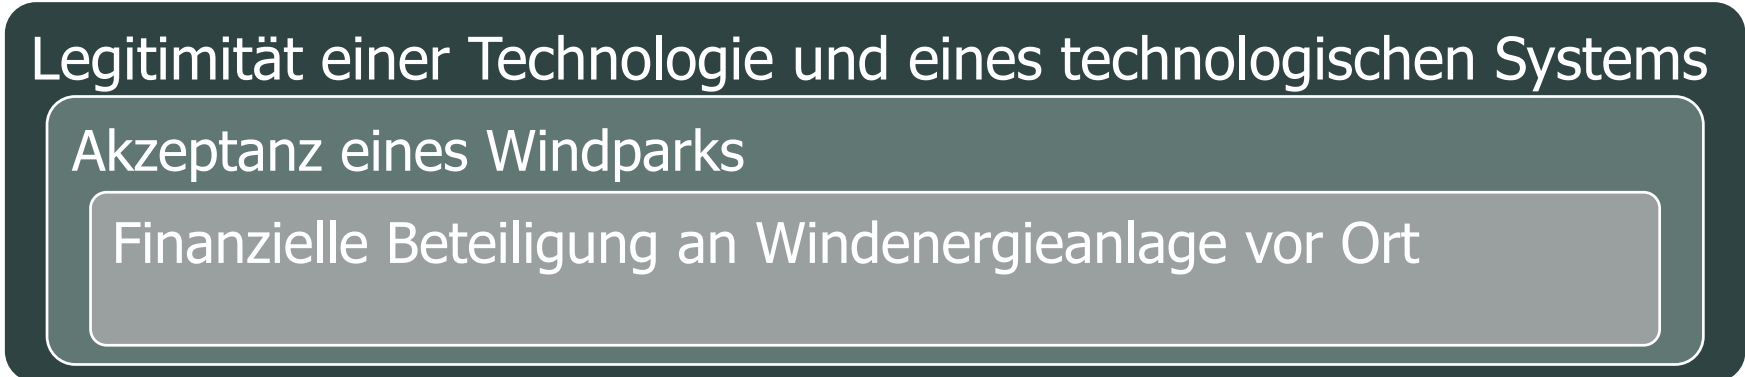 Legitimität einer Technologie und eines technologischen Systems
Akzeptanz eines Windparks
Finanzielle Beteiligung an Windenergieanlage vor Ort